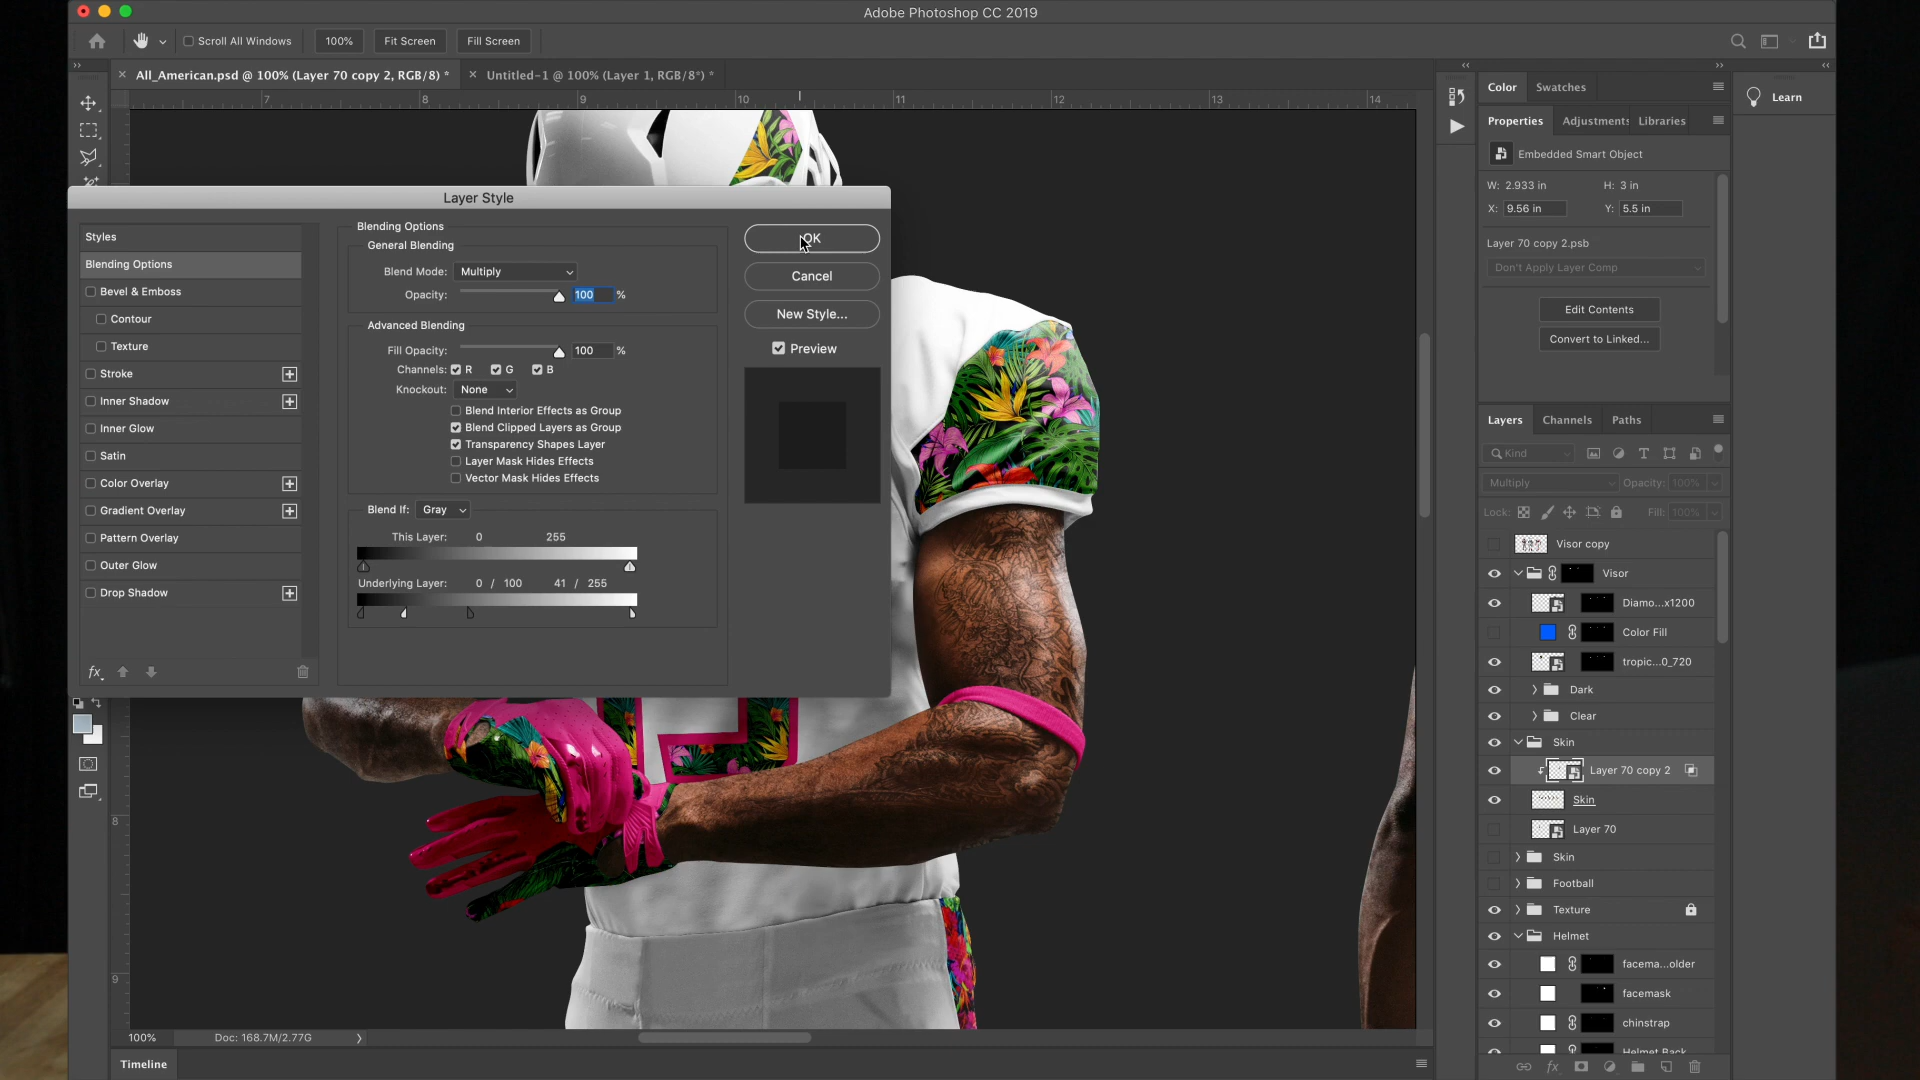 Adobe Photoshop CC 2019
Scroll All Windows
100%
Fit Screen
Fill Screen
All_American.psd @ 100% (Layer 70 copy 2, RGB/8) *
Untitled-1 @ 100% (Layer 1, RGB/8*) *
7 8 9 10 11 12 13 14
Layer Style
Styles
Blending Options
Bevel & Emboss
Contour
Texture
Stroke
Inner Shadow
Inner Glow
Satin
Color Overlay
Gradient Overlay
Pattern Overlay
Outer Glow
Drop Shadow
fx
Blending Options
General Blending
Blend Mode: Multiply
Opacity: 100 %
Advanced Blending
Fill Opacity: 100 %
Channels: R G B
Knockout: None
Blend Interior Effects as Group
Blend Clipped Layers as Group
Transparency Shapes Layer
Layer Mask Hides Effects
Vector Mask Hides Effects
Blend If: Gray
This Layer: 0 255
Underlying Layer: 0 / 100 41 / 255
OK
Cancel
New Style...
Preview
8
9
100%
Doc: 168.7M/2.77G
Timeline
Color
Swatches
Properties
Adjustments
Libraries
Embedded Smart Object
W: 2.933 in H: 3 in
X: 9.56 in Y: 5.5 in
Layer 70 copy 2.psb
Don't Apply Layer Comp
Edit Contents
Convert to Linked...
Layers
Channels
Paths
Kind
Multiply
Opacity: 100%
Lock:
Fill: 100%
Visor copy
Visor
Diamo...x1200
Color Fill
tropic...0_720
Dark
Clear
Skin
Layer 70 copy 2
Skin
Layer 70
Skin
Football
Texture
Helmet
facema...older
facemask
chinstrap
Helmet Back
fx
Learn